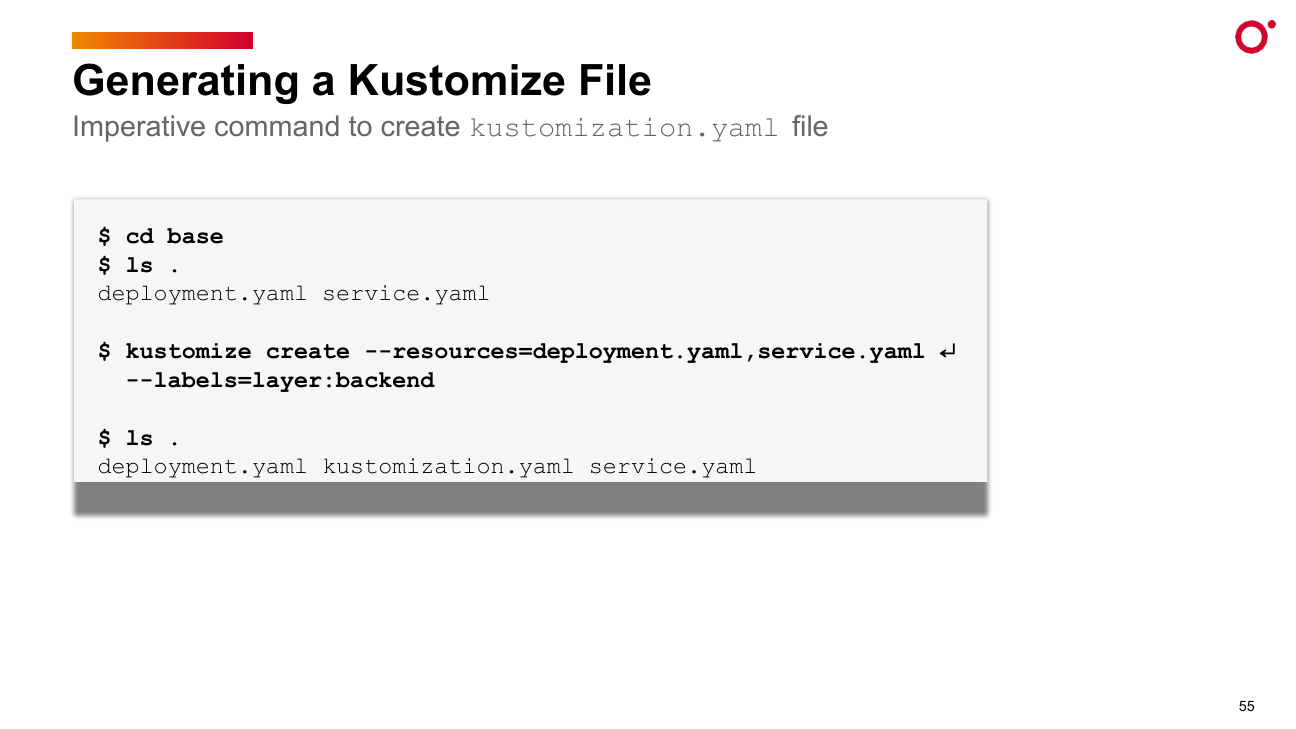 Generating a Kustomize File
Imperative command to create kustomization.yaml file
$ cd base
$ ls .
deployment.yaml service.yaml
$ kustomize create --resources=deployment.yaml,service.yaml ↵
--labels=layer:backend
$ ls .
deployment.yaml kustomization.yaml service.yaml
55